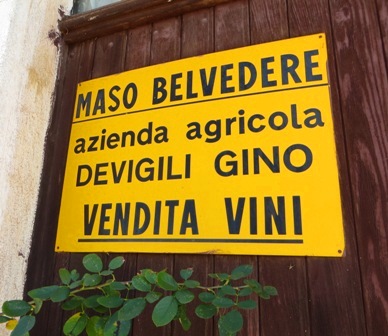 MASO BELVEDERE
azienda agricola
DEVIGILI GINO
VENDITA VINI